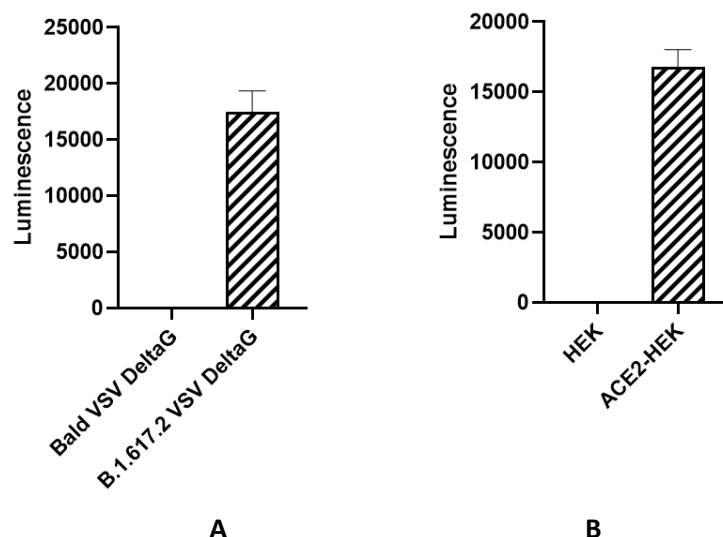 25000
20000
15000
10000
5000
0
Luminescence
Bald VSV DeltaG
B.1.617.2 VSV DeltaG
A
20000
15000
10000
5000
0
Luminescence
HEK
ACE2-HEK
B